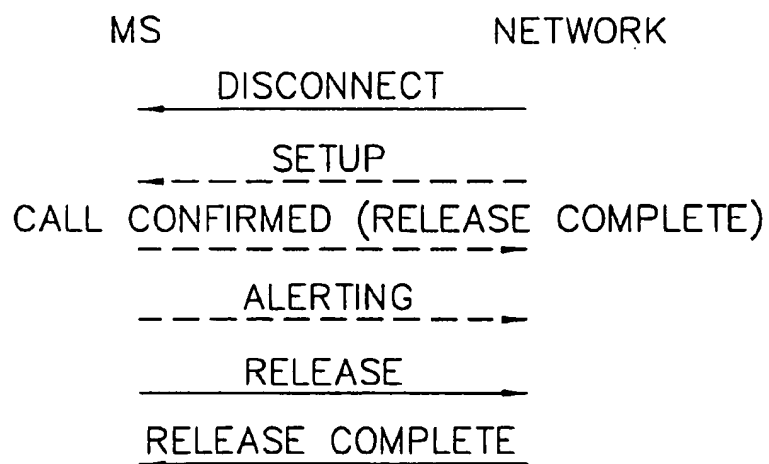 MS NETWORK
DISCONNECT
SETUP
CALL CONFIRMED (RELEASE COMPLETE)
ALERTING
RELEASE
RELEASE COMPLETE